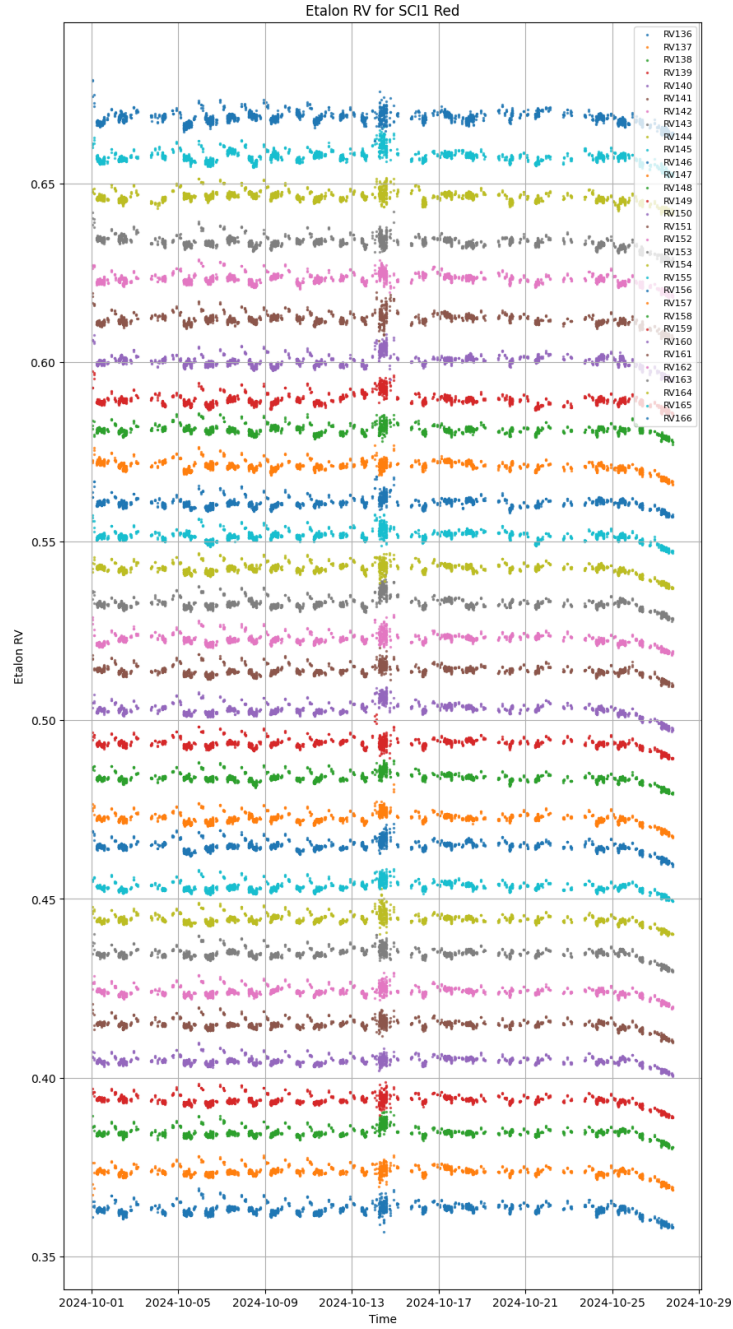 Etalon RV for SCI1 Red
RV136
RV137
RV138
RV139
RV140
RV141
RV142
RV143
RV144
RV145
RV146
RV147
RV148
RV149
RV150
RV151
RV152
RV153
RV154
RV155
RV156
RV157
RV158
RV159
RV160
RV161
RV162
RV163
RV164
RV165
RV166
0.65
0.60
0.55
0.50
0.45
0.40
0.35
Etalon RV
2024-10-01 2024-10-05 2024-10-09 2024-10-13 2024-10-17 2024-10-21 2024-10-25 2024-10-29
Time